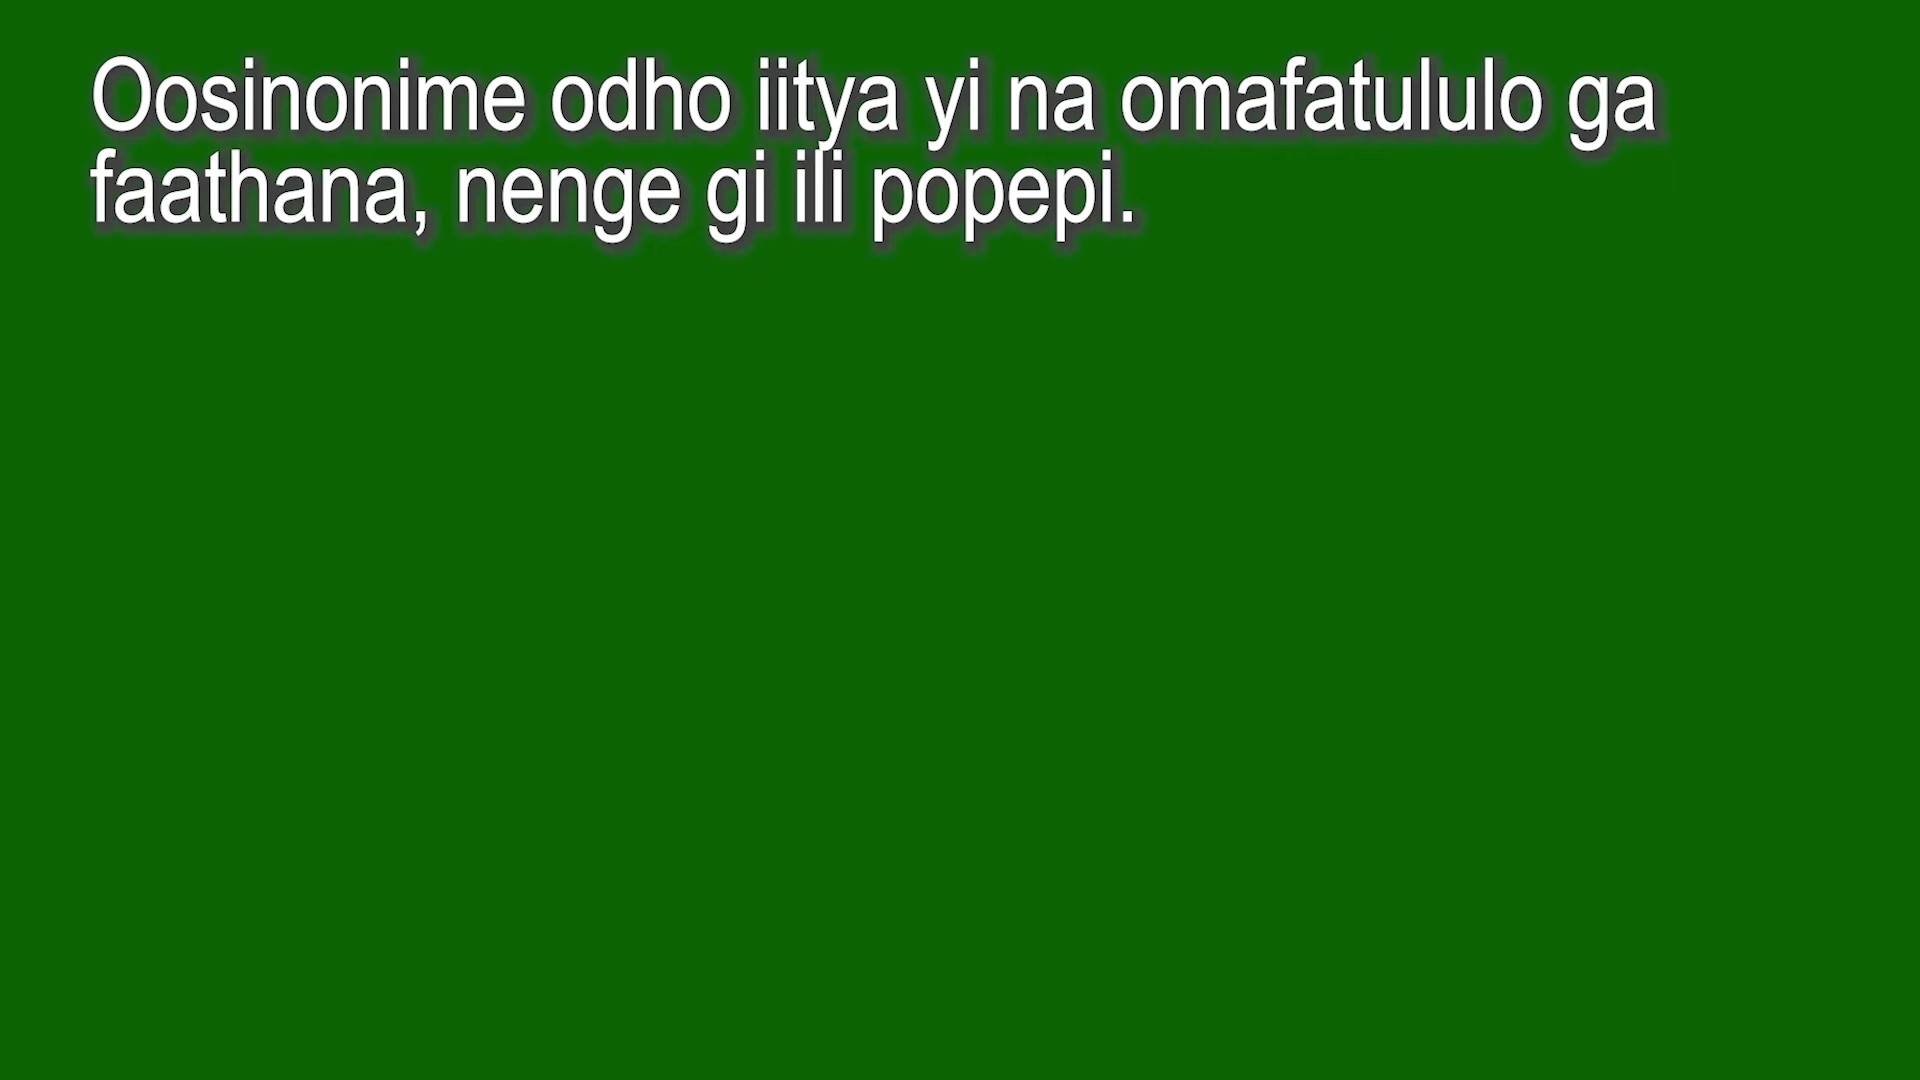 Oosinonime odho iitya yi na omafatululo ga
faathana, nenge gi ili popepi.